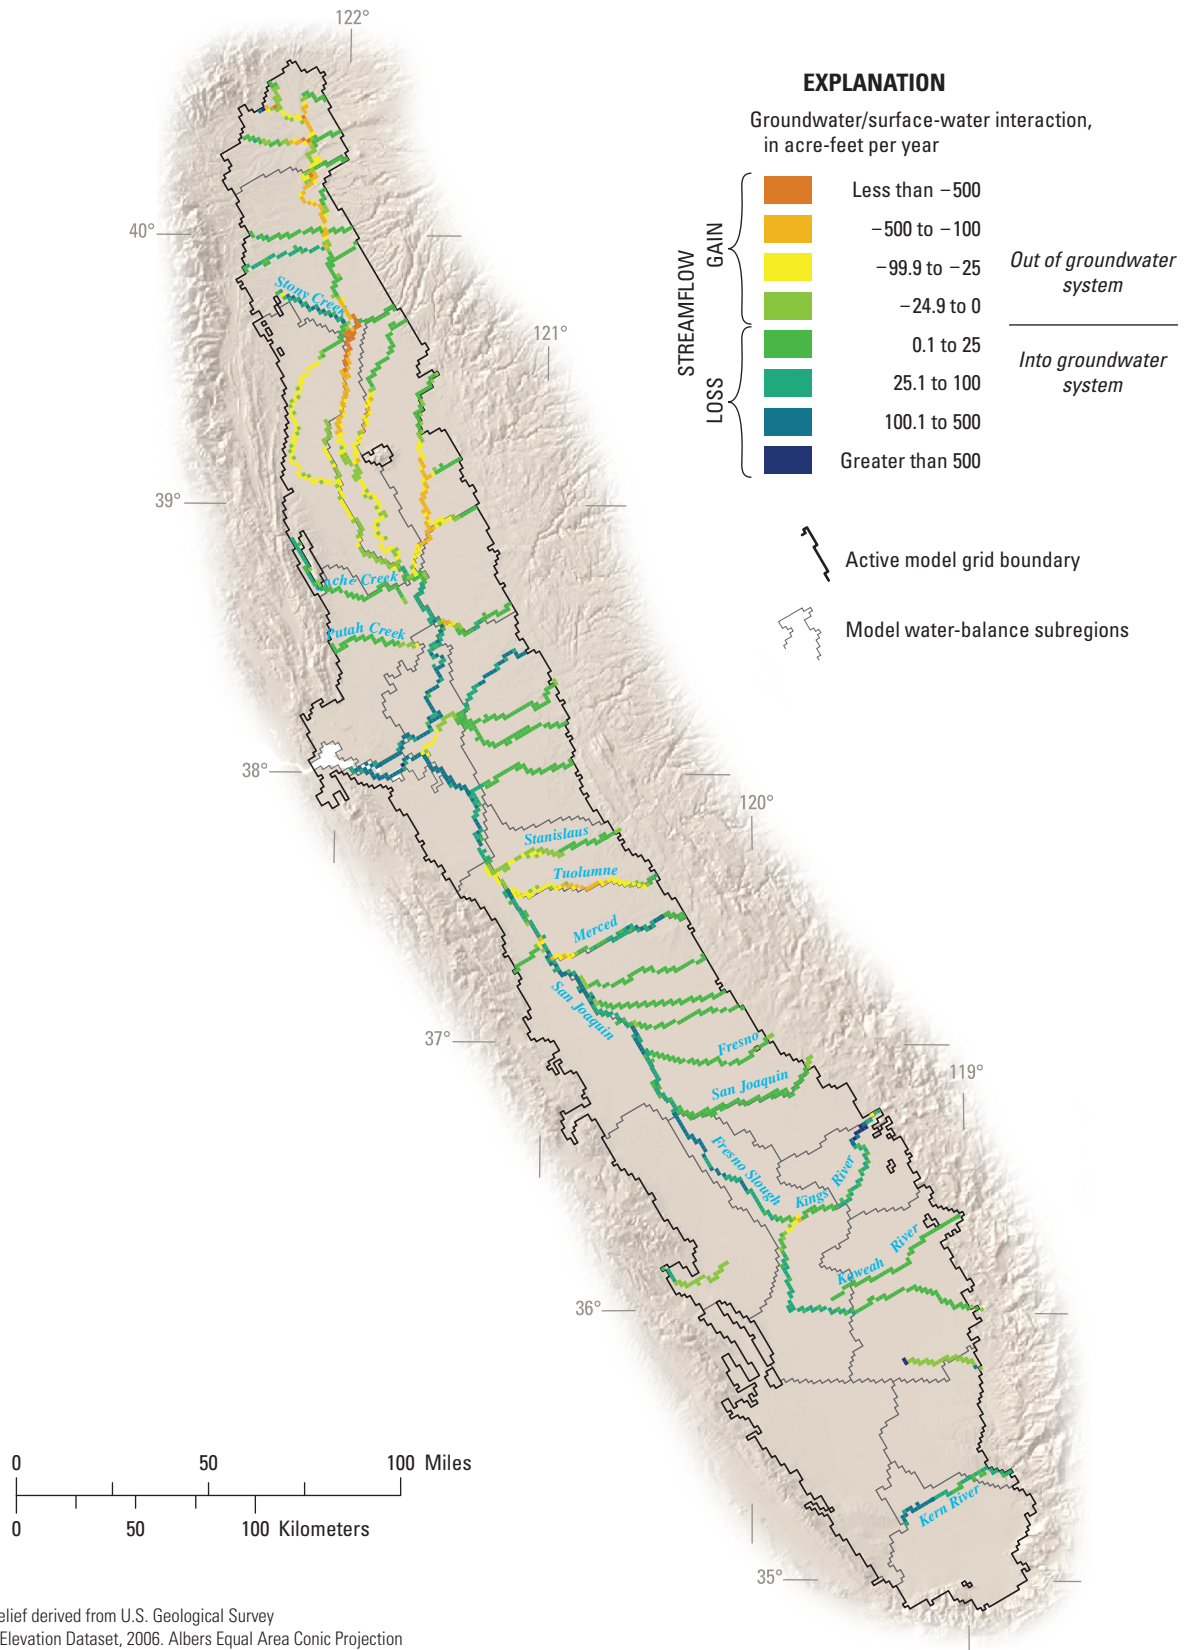 122°
EXPLANATION
Groundwater/surface-water interaction,
in acre-feet per year
STREAMFLOW
GAIN
LOSS
Less than −500
−500 to −100
−99.9 to −25
−24.9 to 0
0.1 to 25
25.1 to 100
100.1 to 500
Greater than 500
Out of groundwater
system
Into groundwater
system
Active model grid boundary
Model water-balance subregions
40°
Stony Creek
121°
39°
ache Creek
Putah Creek
38°
120°
Stanislaus
Tuolumne
Merced
San Joaquin
37°
Fresno
119°
San Joaquin
Fresno Slough
Kings River
Kaweah River
36°
Kern River
35°
0 50 100 Miles
0 50 100 Kilometers
elief derived from U.S. Geological Survey
Elevation Dataset, 2006. Albers Equal Area Conic Projection